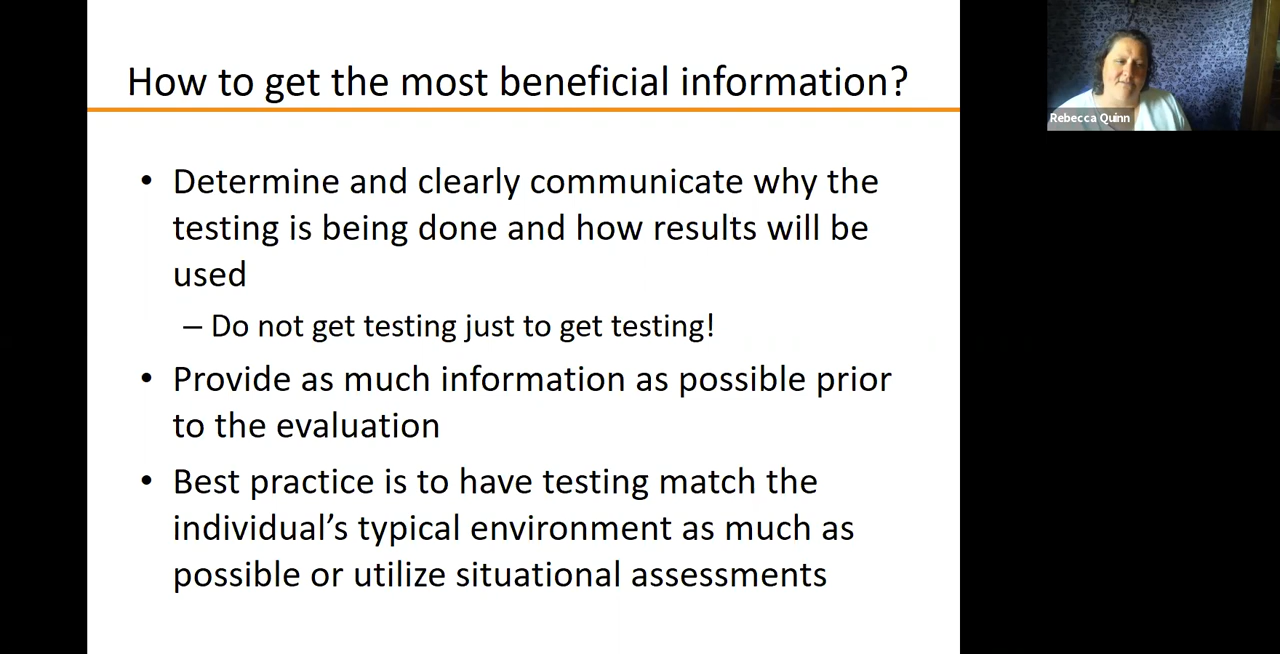 How to get the most beneficial information?
Rebecca Quinn
• Determine and clearly communicate why the
testing is being done and how results will be
used
– Do not get testing just to get testing!
• Provide as much information as possible prior
to the evaluation
• Best practice is to have testing match the
individual’s typical environment as much as
possible or utilize situational assessments